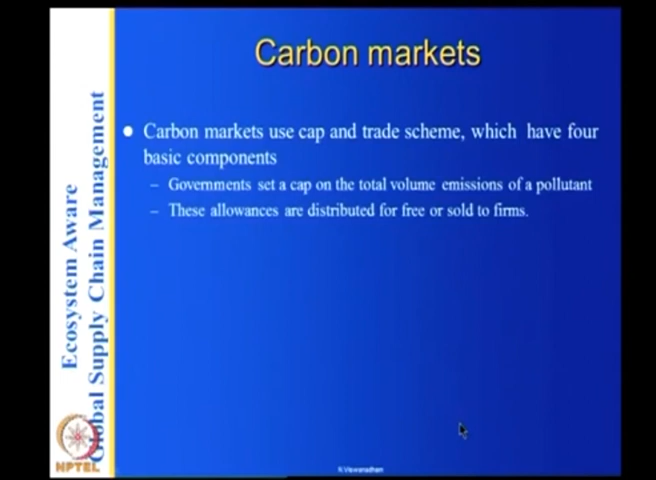 Carbon markets
Carbon markets use cap and trade scheme, which have four
basic components
– Governments set a cap on the total volume emissions of a pollutant
– These allowances are distributed for free or sold to firms.
Ecosystem Aware
Global Supply Chain Management
NPTEL
N.Viswanadham